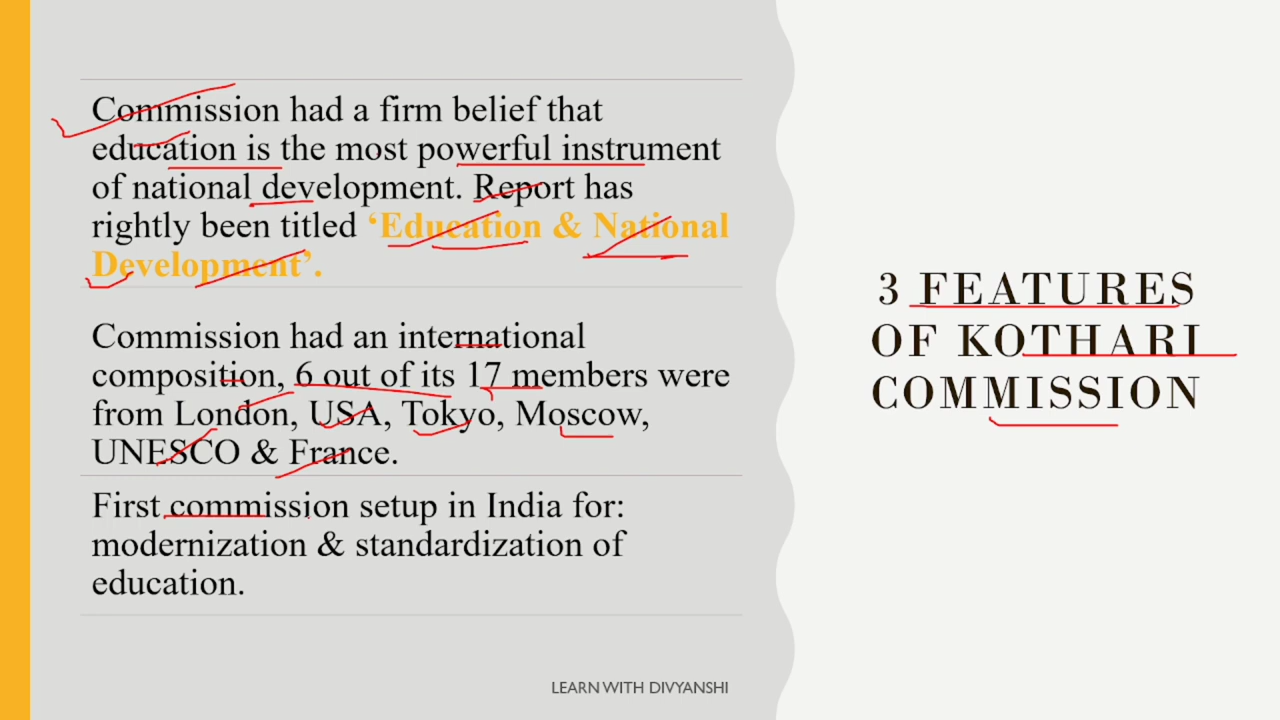 Commission had a firm belief that
education is the most powerful instrument
of national development. Report has
rightly been titled ‘Education & National
Development’.
Commission had an international
composition, 6 out of its 17 members were
from London, USA, Tokyo, Moscow,
UNESCO & France.
First commission setup in India for:
modernization & standardization of
education.
3 FEATURES
OF KOTHARI
COMMISSION
LEARN WITH DIVYANSHI